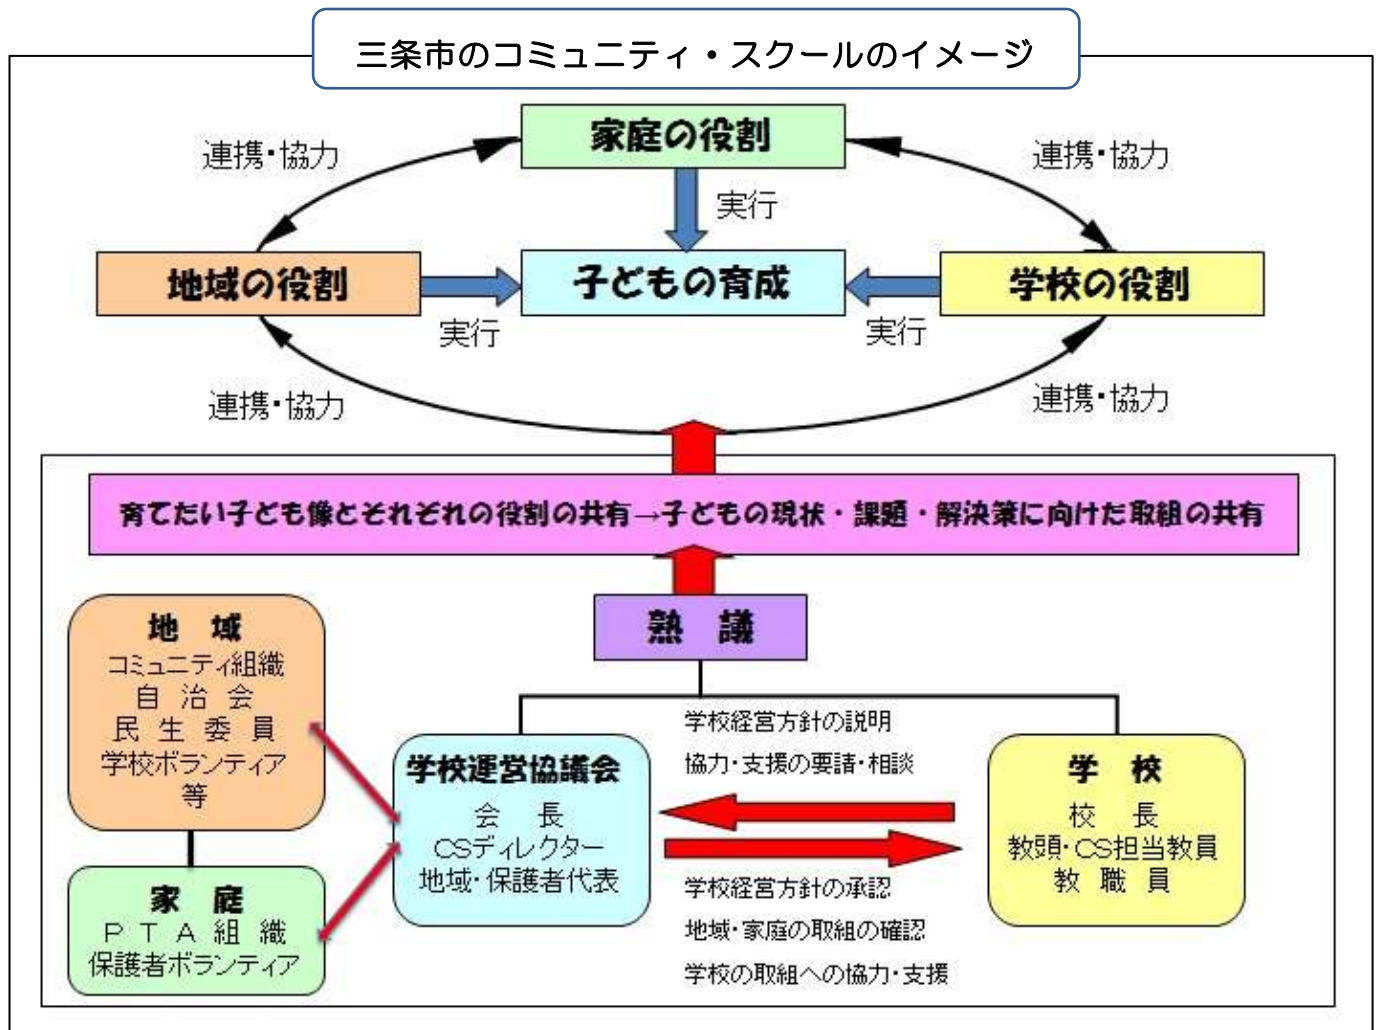 三条市のコミュニティ・スクールのイメージ
家庭の役割
連携・協力
連携・協力
実行
地域の役割
子どもの育成
学校の役割
実行
実行
連携・協力
連携・協力
育てたい子ども像とそれぞれの役割の共有→子どもの現状・課題・解決策に向けた取組の共有
熟 議
地 域
コミュニティ組織
自 治 会
民 生 委 員
学校ボランティア
等
家 庭
P T A 組 織
保護者ボランティア
学校運営協議会
会 長
CSディレクター
地域・保護者代表
学校経営方針の説明
協力・支援の要請・相談
学校経営方針の承認
地域・家庭の取組の確認
学校の取組への協力・支援
学 校
校 長
教頭・CS担当教員
教 職 員